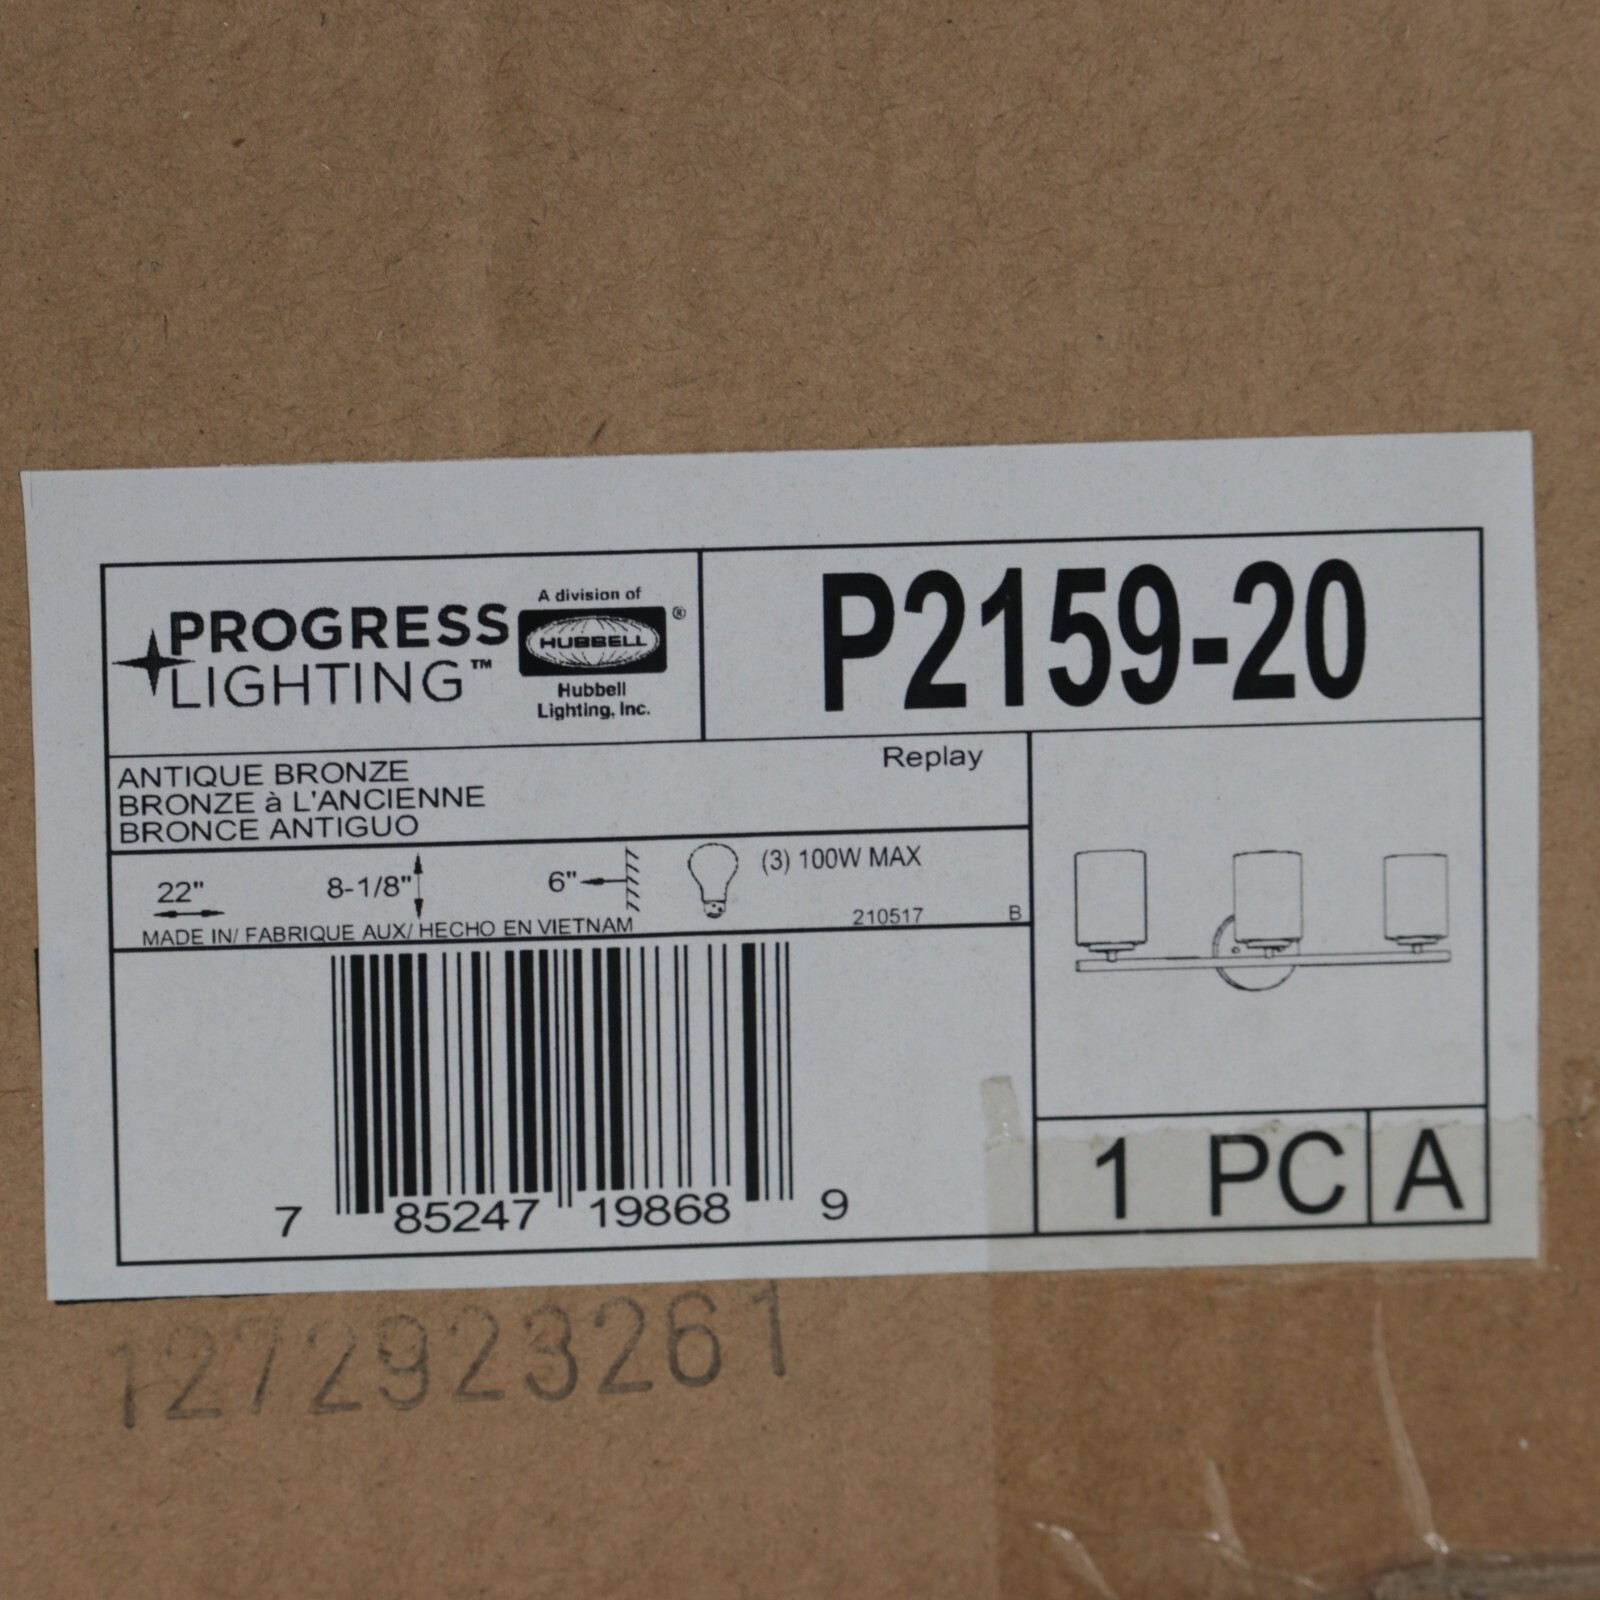 PROGRESS
LIGHTING™
A division of
HUBBELL®
Hubbell
Lighting, Inc.
P2159-20
ANTIQUE BRONZE
BRONZE à L'ANCIENNE
BRONCE ANTIGUO
Replay
22"
8-1/8"
6"
(3) 100W MAX
210517
B
MADE IN/ FABRIQUE AUX/ HECHO EN VIETNAM
7 85247 19868 9
1 PC
A
1272923261